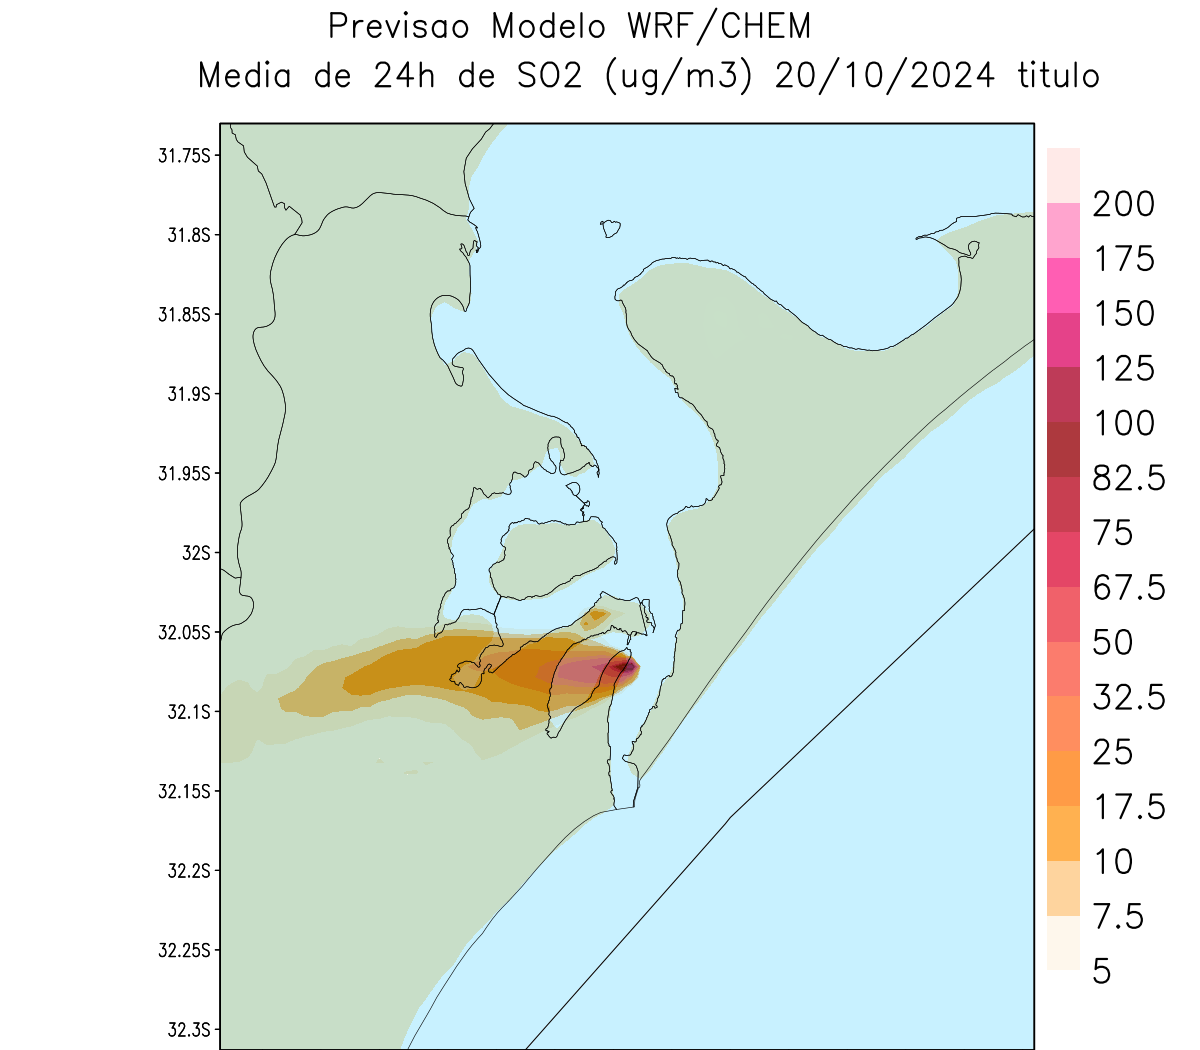 Previsao Modelo WRF/CHEM
Media de 24h de SO2 (ug/m3) 20/10/2024 titulo
31.75S
31.8S
31.85S
31.9S
31.95S
32S
32.05S
32.1S
32.15S
32.2S
32.25S
32.3S
200
175
150
125
100
82.5
75
67.5
50
32.5
25
17.5
10
7.5
5